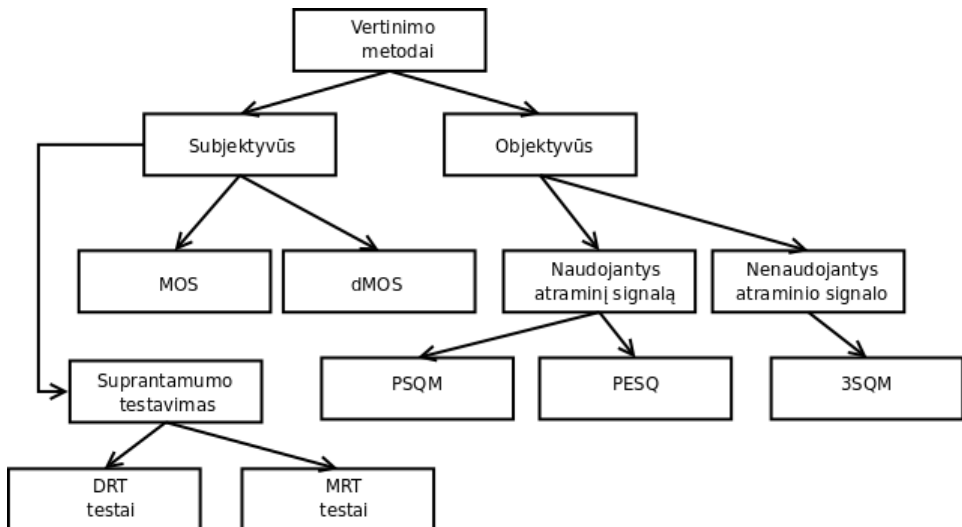 Vertinimo
metodai
Subjektyvūs
Objektyvūs
MOS
dMOS
Naudojantys
atraminį signalą
Nenaudojantys
atraminio signalo
Suprantamumo
testavimas
PSQM
PESQ
3SQM
DRT
testai
MRT
testai